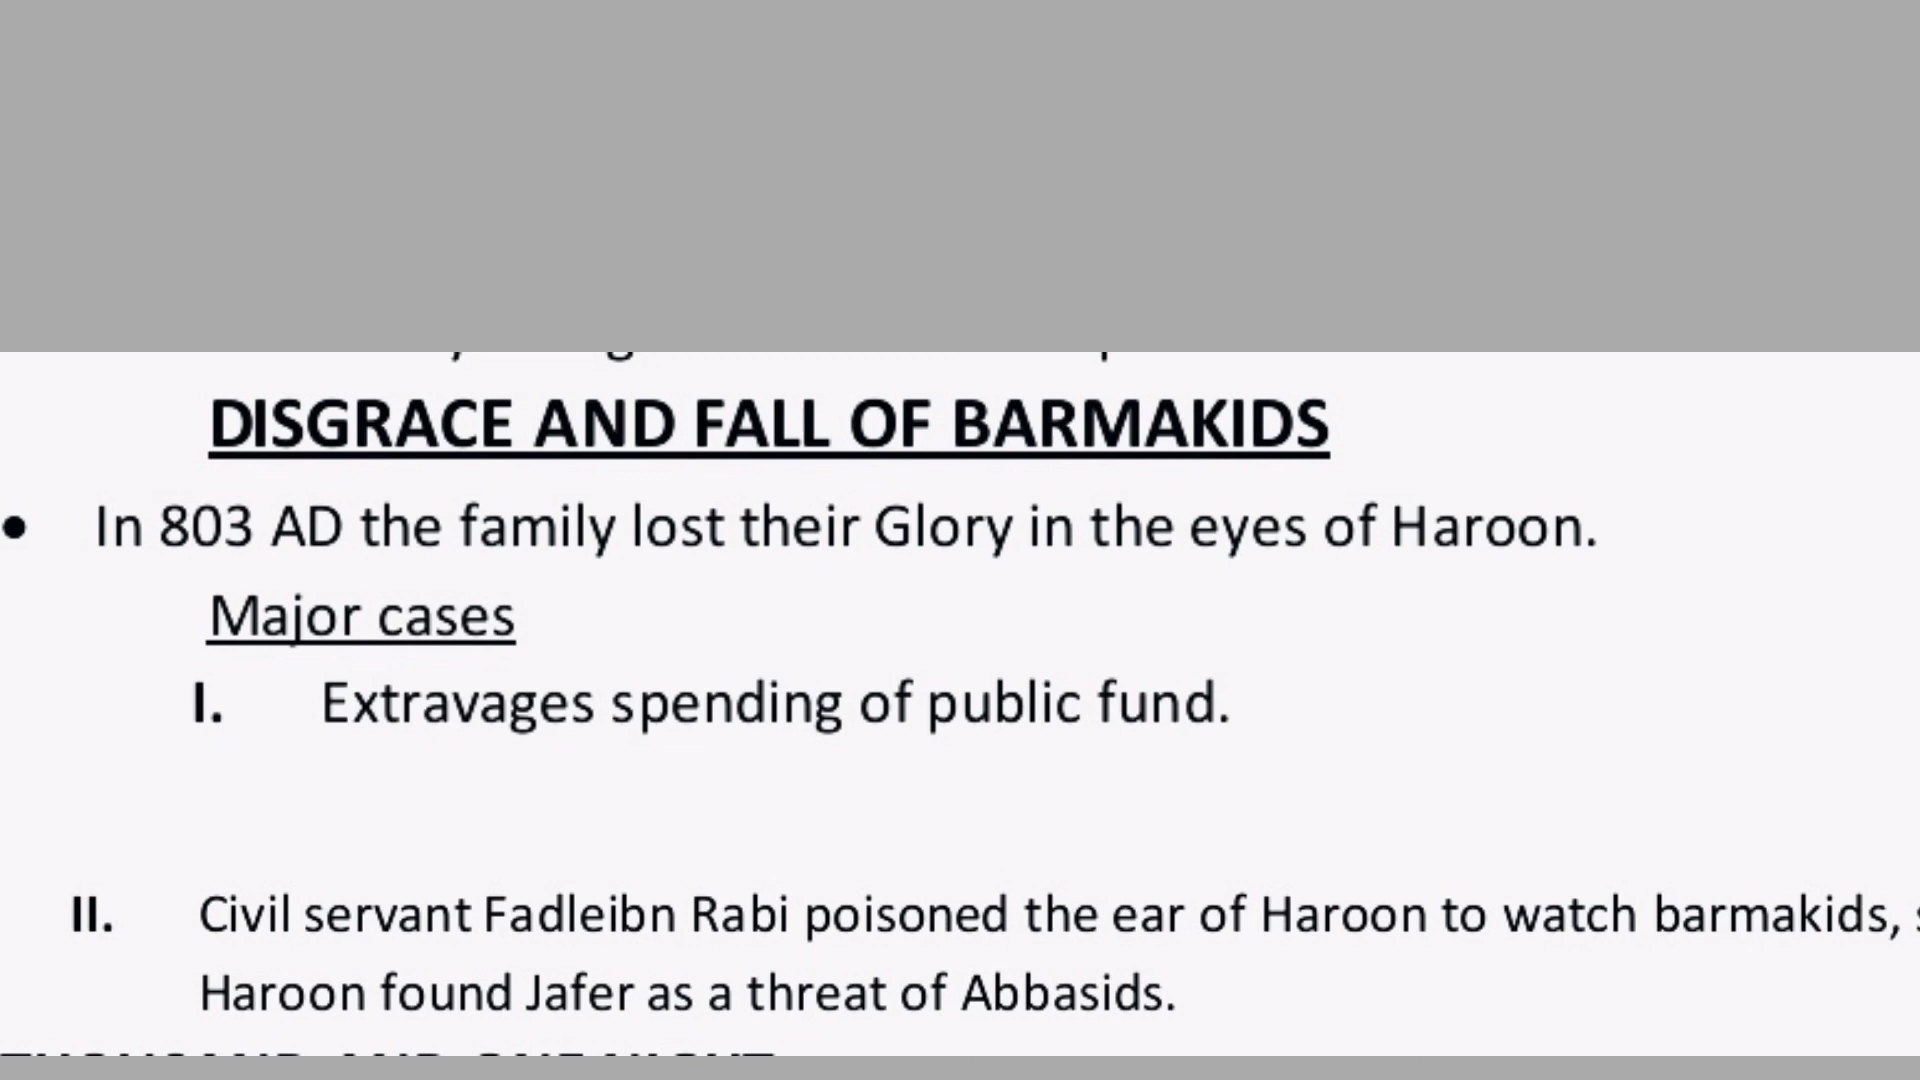 DISGRACE AND FALL OF BARMAKIDS
• In 803 AD the family lost their Glory in the eyes of Haroon.
Major cases
I. Extravages spending of public fund.
II. Civil servant Fadleibn Rabi poisoned the ear of Haroon to watch barmakids,
Haroon found Jafer as a threat of Abbasids.